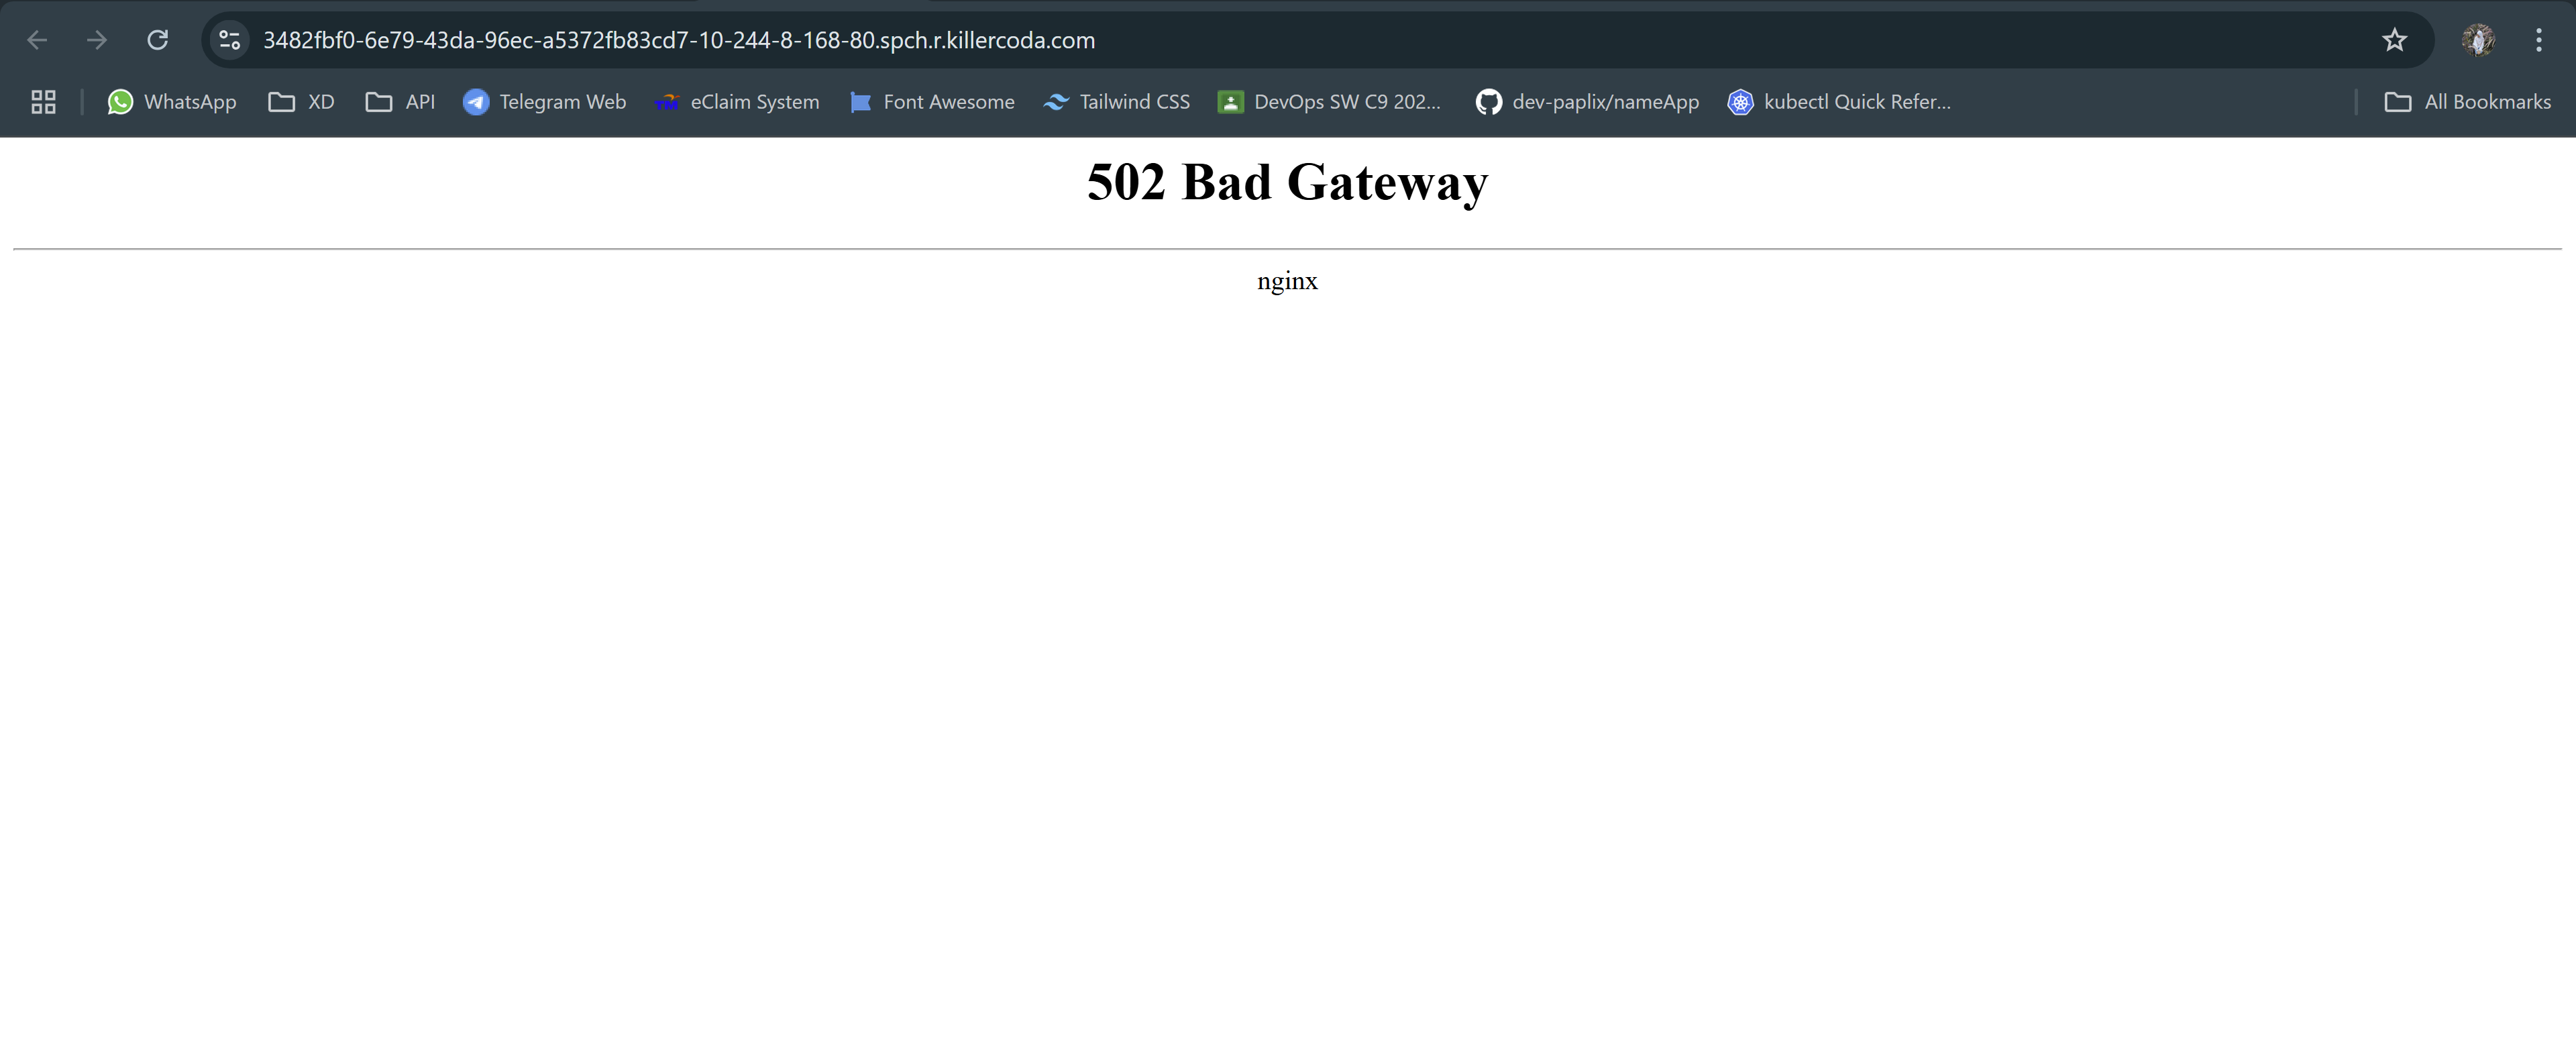 3482fbf0-6e79-43da-96ec-a5372fb83cd7-10-244-8-168-80.spch.r.killercoda.com
WhatsApp XD API Telegram Web TM eClaim System Font Awesome Tailwind CSS DevOps SW C9 202... dev-paplix/nameApp kubectl Quick Refer... All Bookmarks
502 Bad Gateway
nginx